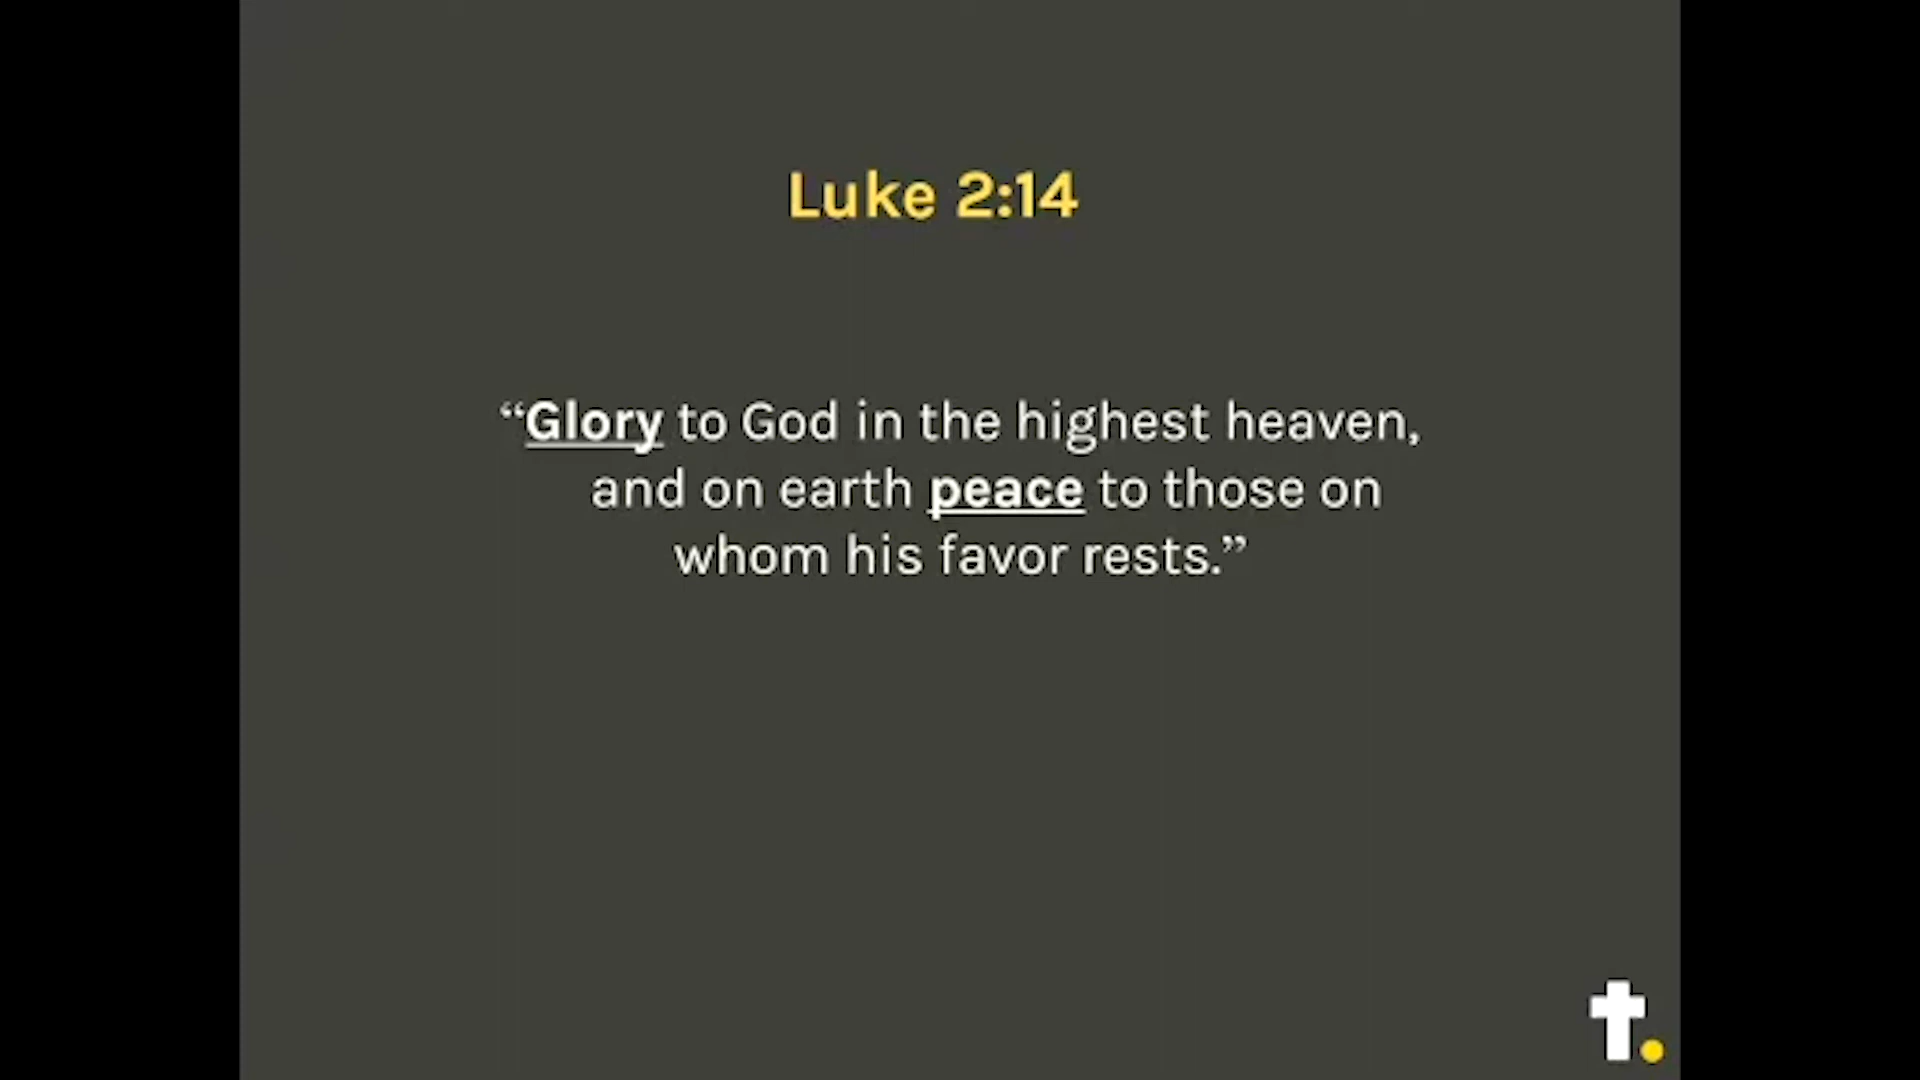 Luke 2:14
“Glory to God in the highest heaven,
and on earth peace to those on
whom his favor rests.”